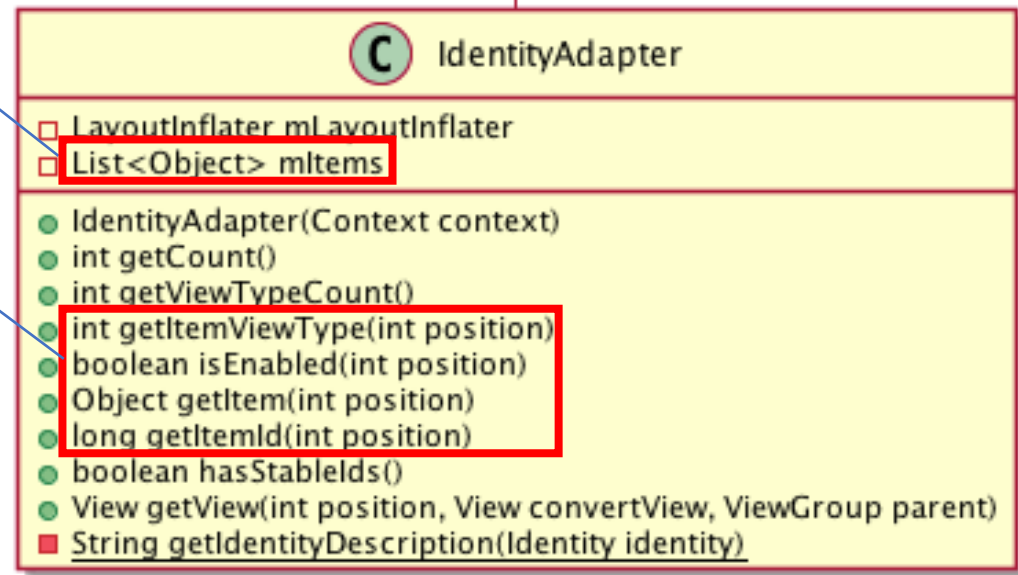 C IdentityAdapter
LayoutInflater mLayoutInflater
List<Object> mItems
IdentityAdapter(Context context)
int getCount()
int getViewTypeCount()
int getItemViewType(int position)
boolean isEnabled(int position)
Object getItem(int position)
long getItemId(int position)
boolean hasStableIds()
View getView(int position, View convertView, ViewGroup parent)
String getIdentityDescription(Identity identity)